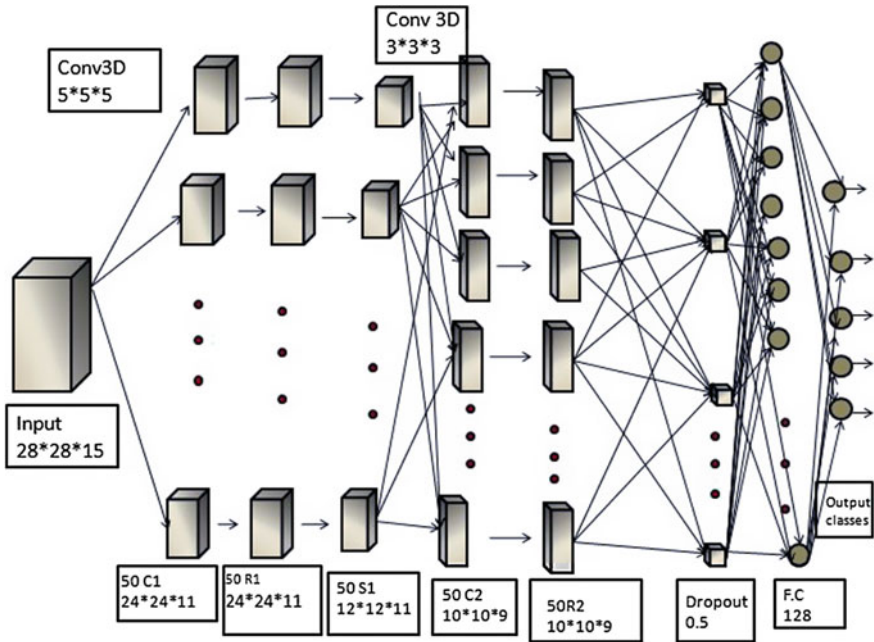 Conv 3D
3*3*3
Conv3D
5*5*5
Input
28*28*15
Output
classes
50 C1
24*24*11
50 R1
24*24*11
50 S1
12*12*11
50 C2
10*10*9
50R2
10*10*9
Dropout
0.5
F.C
128